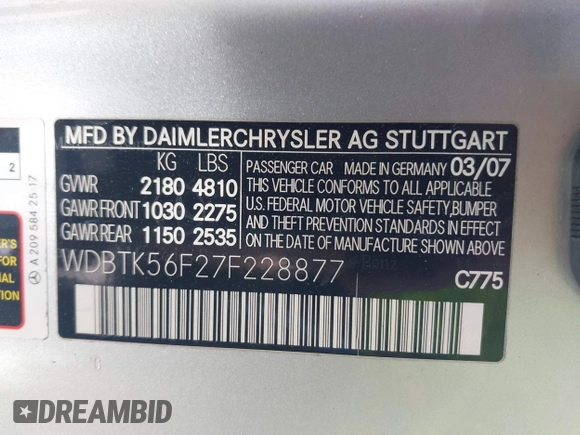 MFD BY DAIMLERCHRYSLER AG STUTTGART
KG LBS
GVWR 2180 4810
GAWR FRONT 1030 2275
GAWR REAR 1150 2535
PASSENGER CAR MADE IN GERMANY 03/07
THIS VEHICLE CONFORMS TO ALL APPLICABLE
U.S. FEDERAL MOTOR VEHICLE SAFETY, BUMPER
AND THEFT PREVENTION STANDARDS IN EFFECT
ON THE DATE OF MANUFACTURE SHOWN ABOVE.
WDBTK56F27F228877
C775
2
A 209 584 25 17
DREAMBID